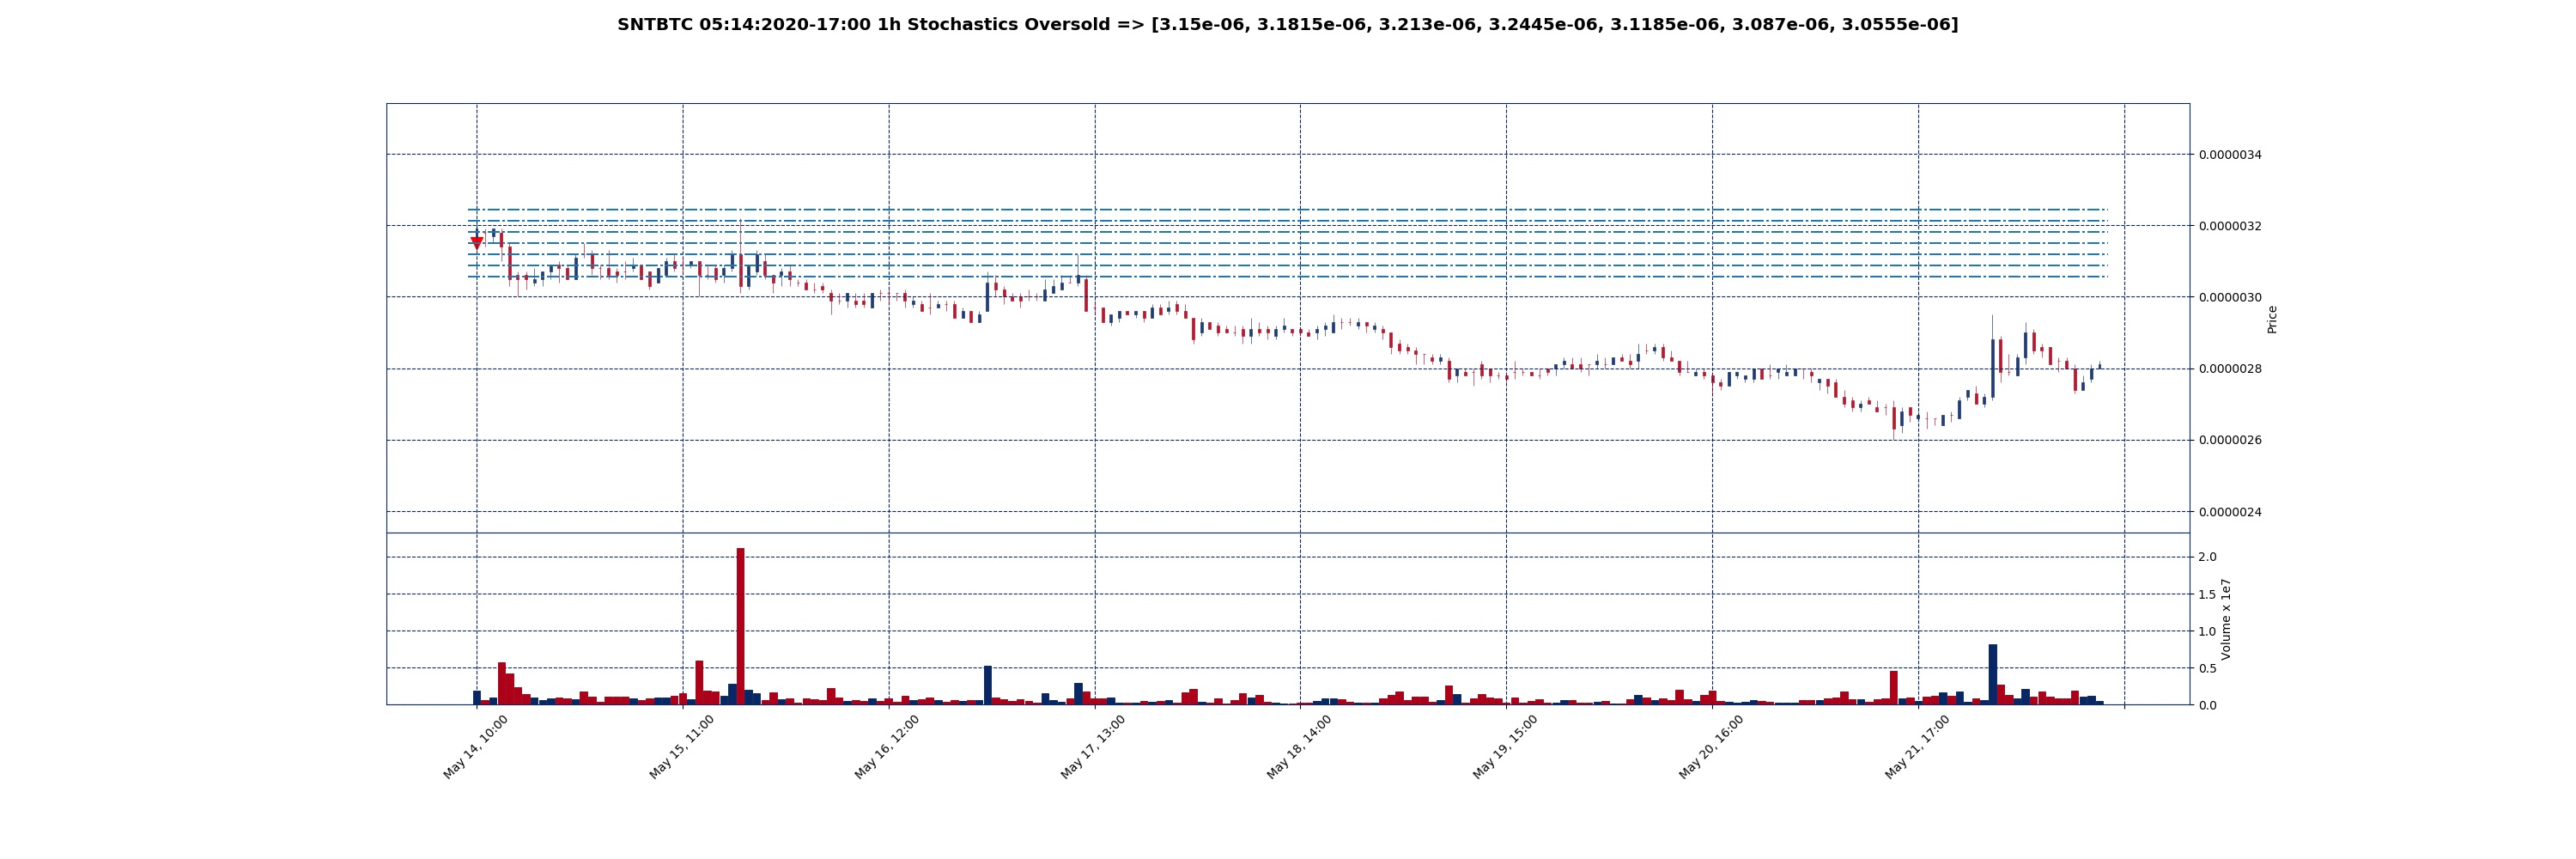 SNTBTC 05:14:2020-17:00 1h Stochastics Oversold => [3.15e-06, 3.1815e-06, 3.213e-06, 3.2445e-06, 3.1185e-06, 3.087e-06, 3.0555e-06]
0.0000034
0.0000032
0.0000030
0.0000028
0.0000026
0.0000024
Price
2.0
1.5
1.0
0.5
0.0
Volume x 1e7
May 14, 10:00
May 15, 11:00
May 16, 12:00
May 17, 13:00
May 18, 14:00
May 19, 15:00
May 20, 16:00
May 21, 17:00